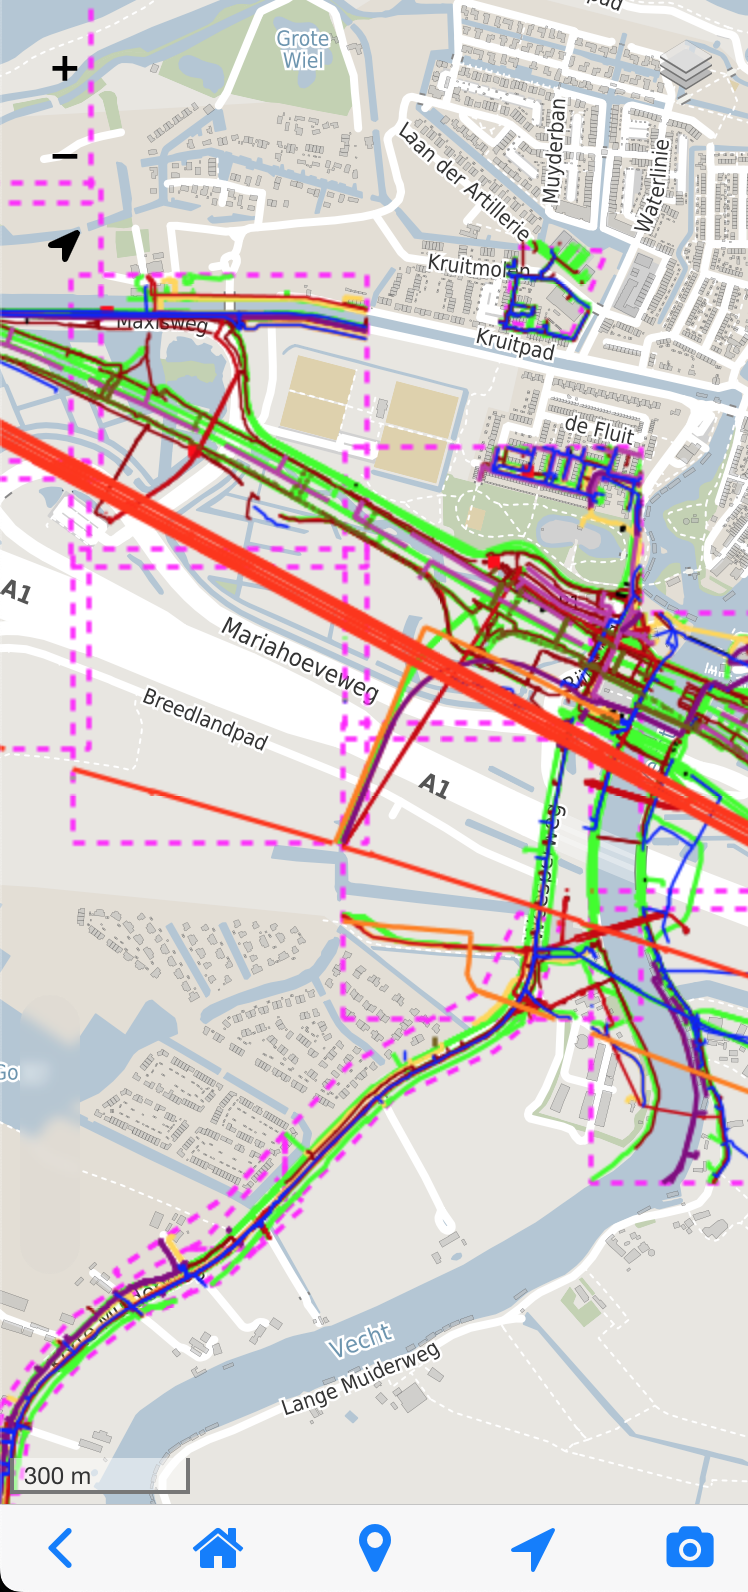 Grote
Wiel
+
−
Laan der Artillerie
Muyderban
Waterlinie
Kruitmolen
Maxisweg
Kruitpad
de Fluit
A1
Mariahoeveweg
Breedlandpad
A1
Weesperweg
Vecht
Lange Muiderweg
300 m